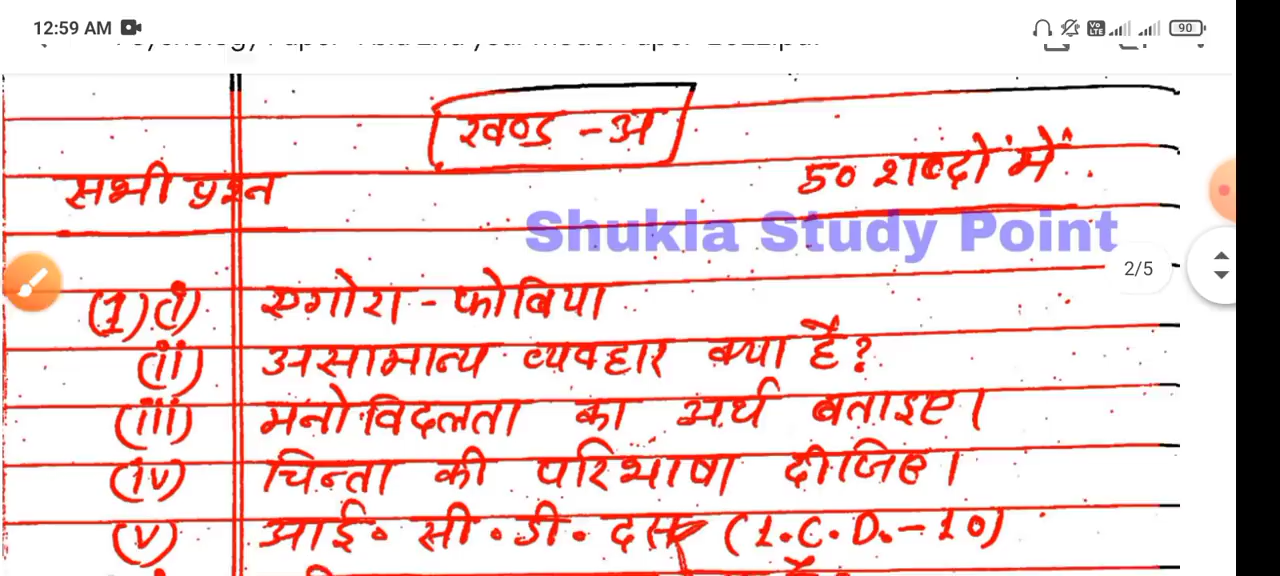 12:59 AM
90
खण्ड - अ
सभी प्रश्न 50 शब्दों में..
Shukla Study Point
2/5
(1) (i) एगोरा - फोबिया
(ii) असामान्य व्यवहार क्या है?
(iii) मनोविदलता का अर्थ बताइए।
(iv) चिन्ता की परिभाषा दीजिए।
(v) आई. सी. डी. दस (I.C.D.-10)